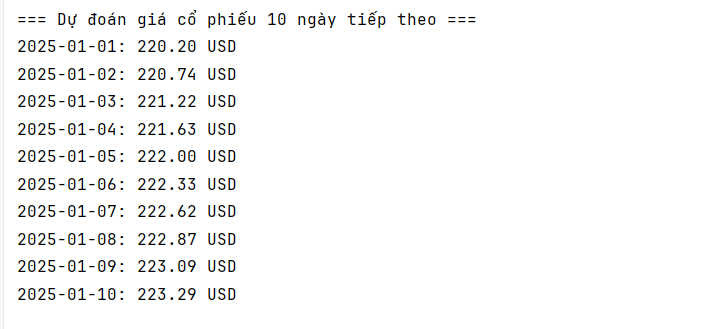 === Dự đoán giá cổ phiếu 10 ngày tiếp theo ===
2025-01-01: 220.20 USD
2025-01-02: 220.74 USD
2025-01-03: 221.22 USD
2025-01-04: 221.63 USD
2025-01-05: 222.00 USD
2025-01-06: 222.33 USD
2025-01-07: 222.62 USD
2025-01-08: 222.87 USD
2025-01-09: 223.09 USD
2025-01-10: 223.29 USD